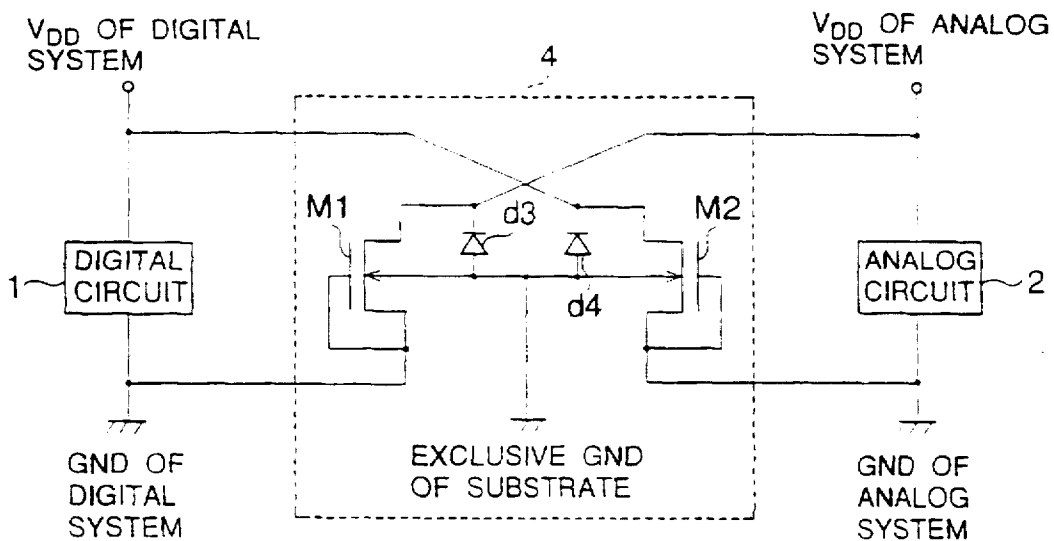 V_DD OF DIGITAL
SYSTEM
4
V_DD OF ANALOG
SYSTEM
M1
d3
M2
1
DIGITAL
CIRCUIT
d4
ANALOG
CIRCUIT
2
GND OF
DIGITAL
SYSTEM
EXCLUSIVE GND
OF SUBSTRATE
GND OF
ANALOG
SYSTEM